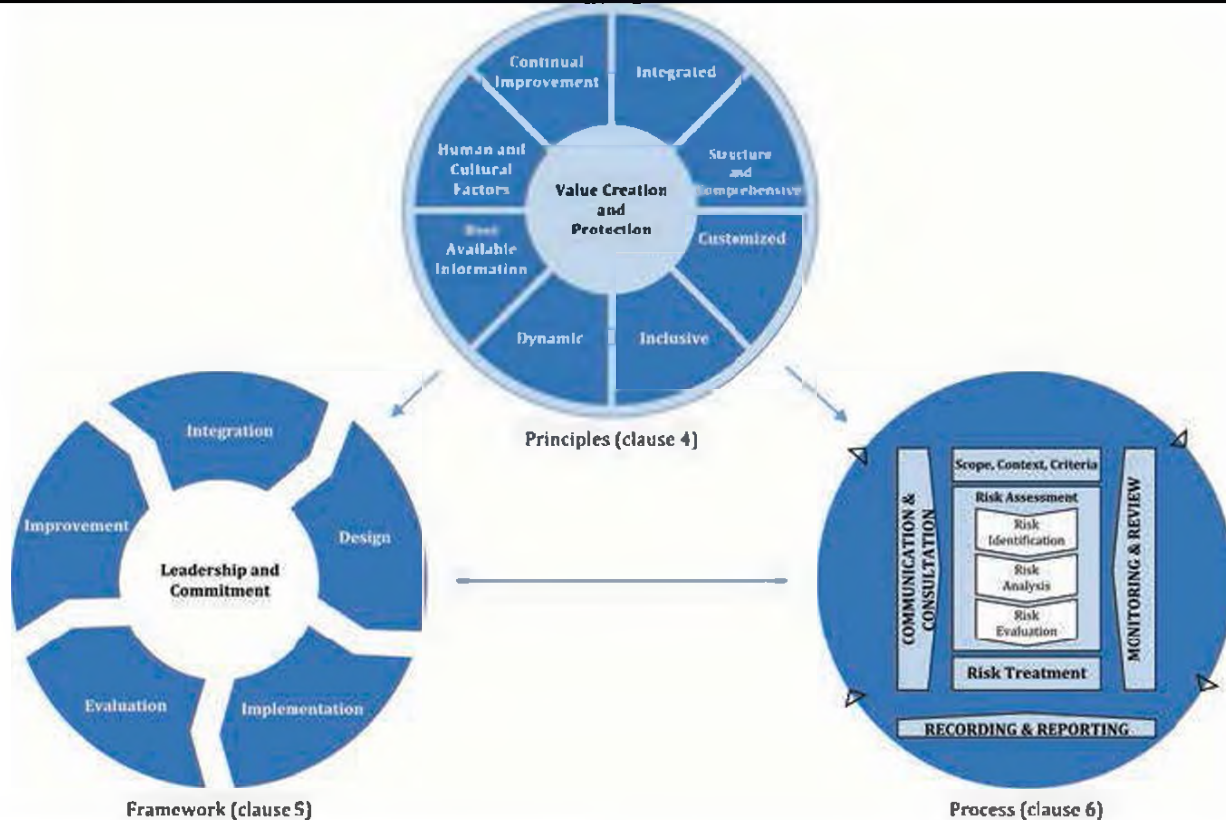 Continual
Improvement
Integrated
Human and
Cultural
Factors
Structure
and
Comprehensive
Value Creation
and
Protection
Available
Information
Customized
Dynamic
Inclusive
Principles (clause 4)
Integration
Improvement
Design
Leadership and
Commitment
Evaluation
Implementation
Framework (clause 5)
Scope, Context, Criteria
COMMUNICATION &
CONSULTATION
Risk Assessment
Risk
Identification
Risk
Analysis
Risk
Evaluation
MONITORING & REVIEW
Risk Treatment
RECORDING & REPORTING
Process (clause 6)